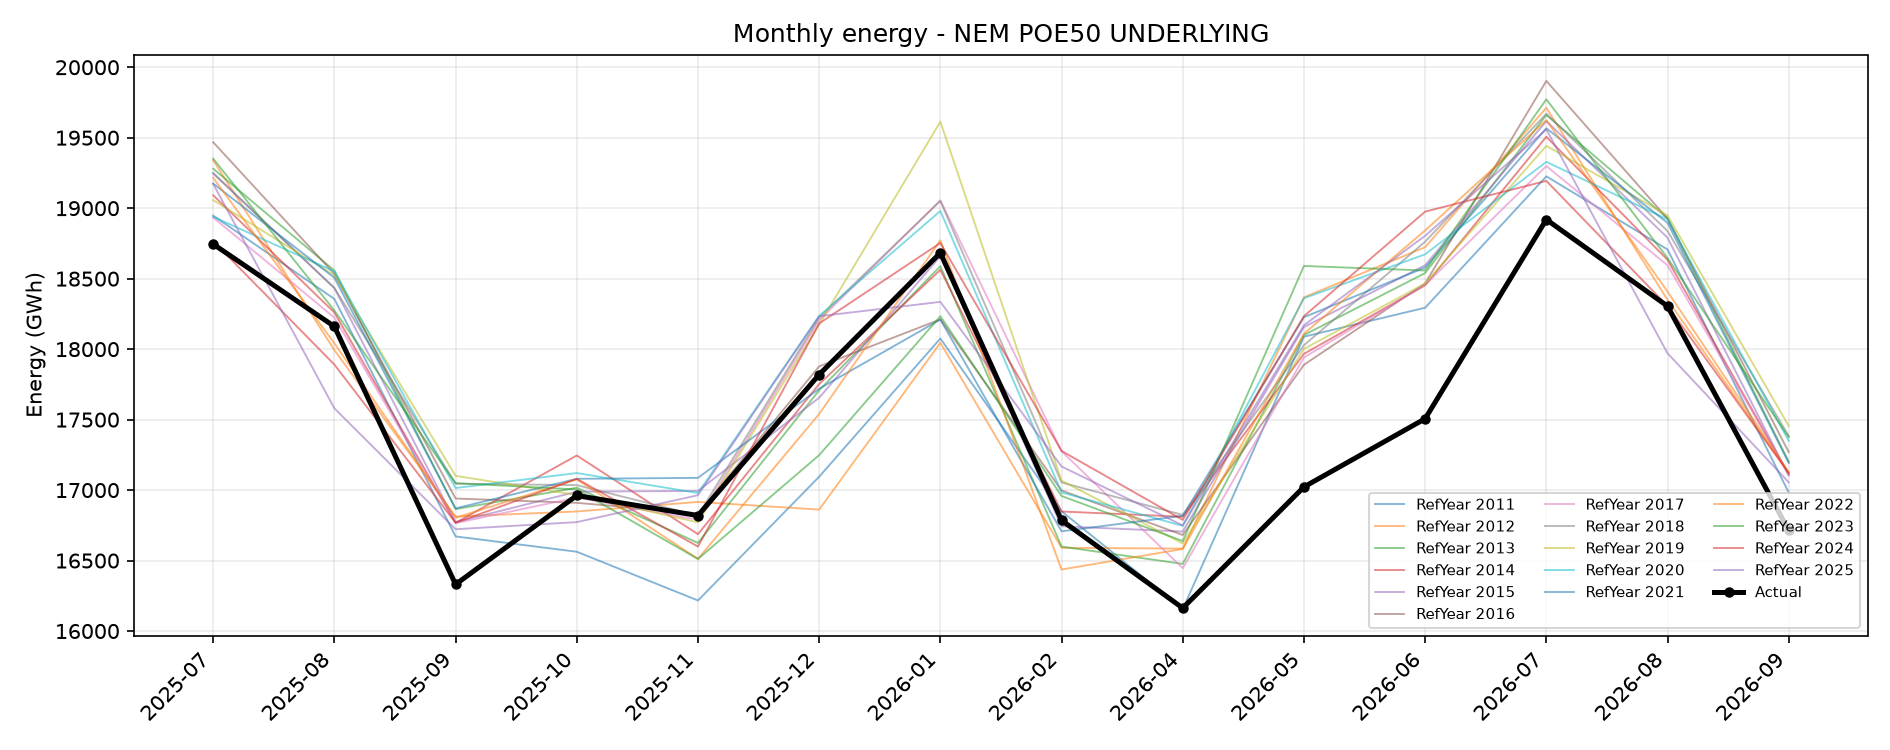 Monthly energy - NEM POE50 UNDERLYING
Energy (GWh)
20000
19500
19000
18500
18000
17500
17000
16500
16000
2025-07
2025-08
2025-09
2025-10
2025-11
2025-12
2026-01
2026-02
2026-04
2026-05
2026-06
2026-07
2026-08
2026-09
RefYear 2011
RefYear 2012
RefYear 2013
RefYear 2014
RefYear 2015
RefYear 2016
RefYear 2017
RefYear 2018
RefYear 2019
RefYear 2020
RefYear 2021
RefYear 2022
RefYear 2023
RefYear 2024
RefYear 2025
Actual